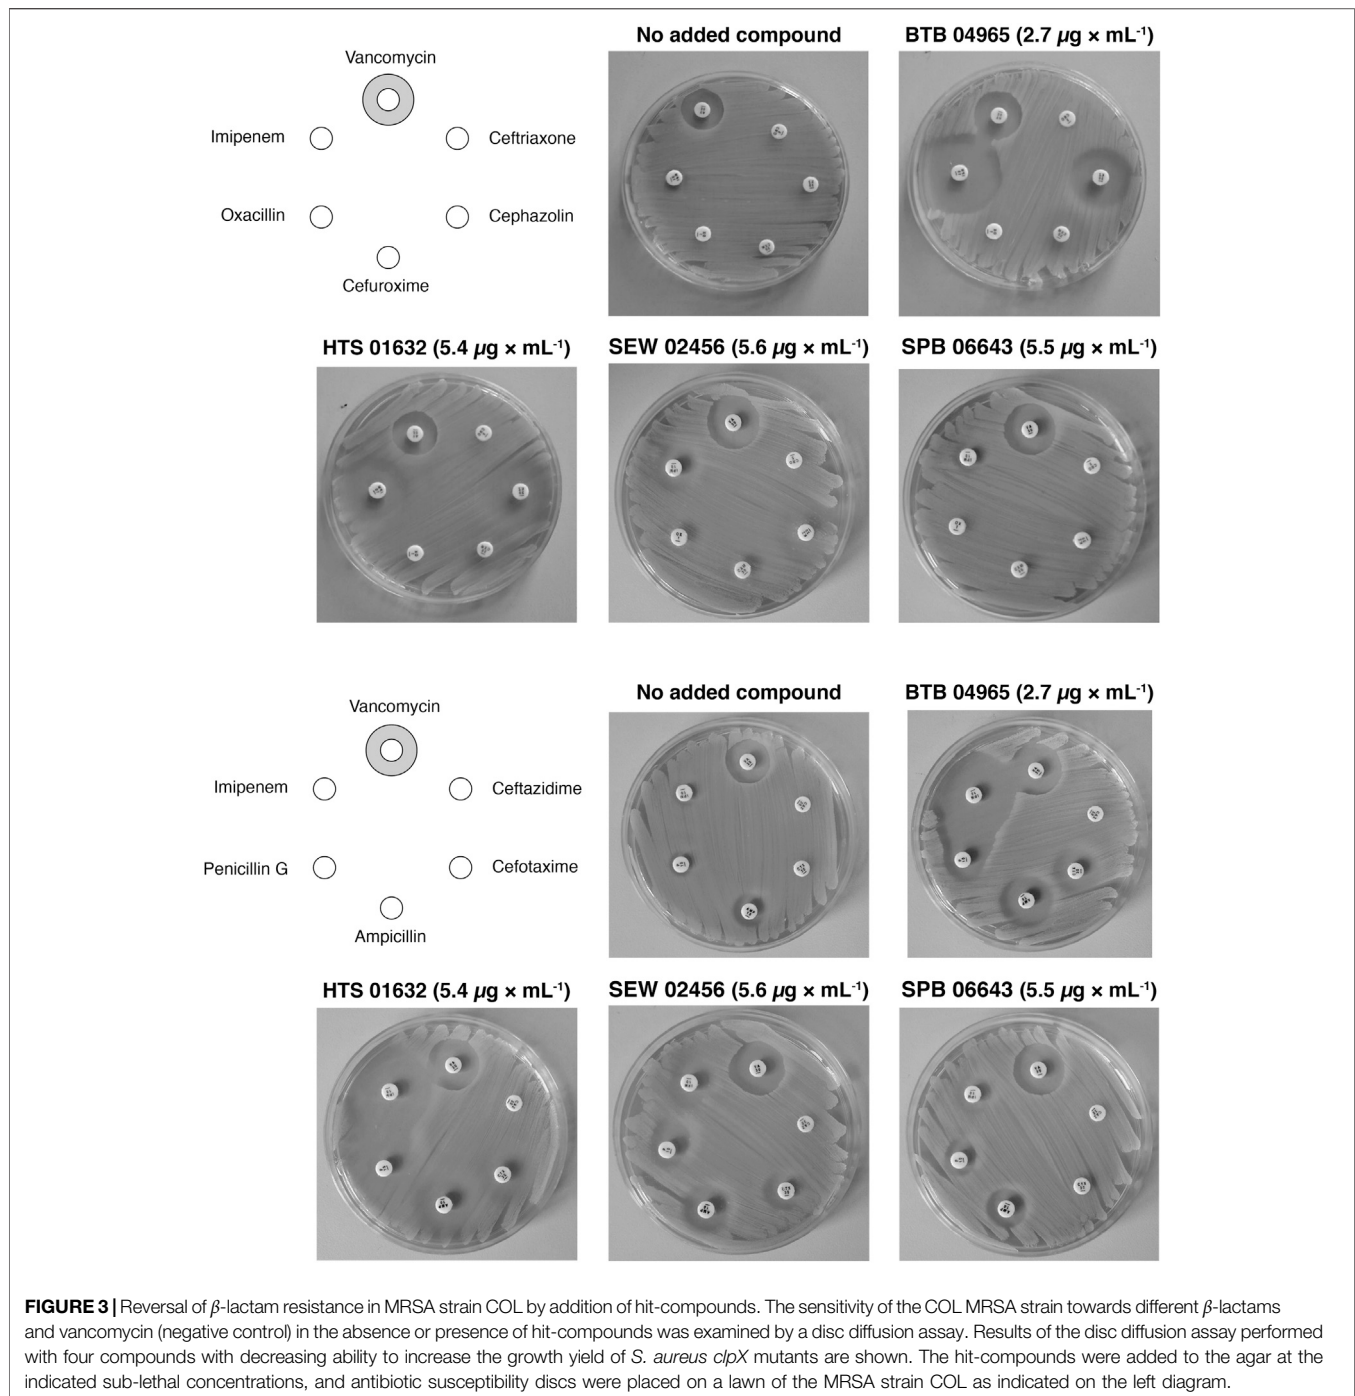 No added compound
BTB 04965 (2.7 µg × mL-1)
Vancomycin
Imipenem
Ceftriaxone
Oxacillin
Cephazolin
Cefuroxime
HTS 01632 (5.4 µg × mL-1)
SEW 02456 (5.6 µg × mL-1)
SPB 06643 (5.5 µg × mL-1)
No added compound
BTB 04965 (2.7 µg × mL-1)
Vancomycin
Imipenem
Ceftazidime
Penicillin G
Cefotaxime
Ampicillin
HTS 01632 (5.4 µg × mL-1)
SEW 02456 (5.6 µg × mL-1)
SPB 06643 (5.5 µg × mL-1)
FIGURE 3 | Reversal of β-lactam resistance in MRSA strain COL by addition of hit-compounds. The sensitivity of the COL MRSA strain towards different β-lactams
and vancomycin (negative control) in the absence or presence of hit-compounds was examined by a disc diffusion assay. Results of the disc diffusion assay performed
with four compounds with decreasing ability to increase the growth yield of S. aureus clpX mutants are shown. The hit-compounds were added to the agar at the
indicated sub-lethal concentrations, and antibiotic susceptibility discs were placed on a lawn of the MRSA strain COL as indicated on the left diagram.